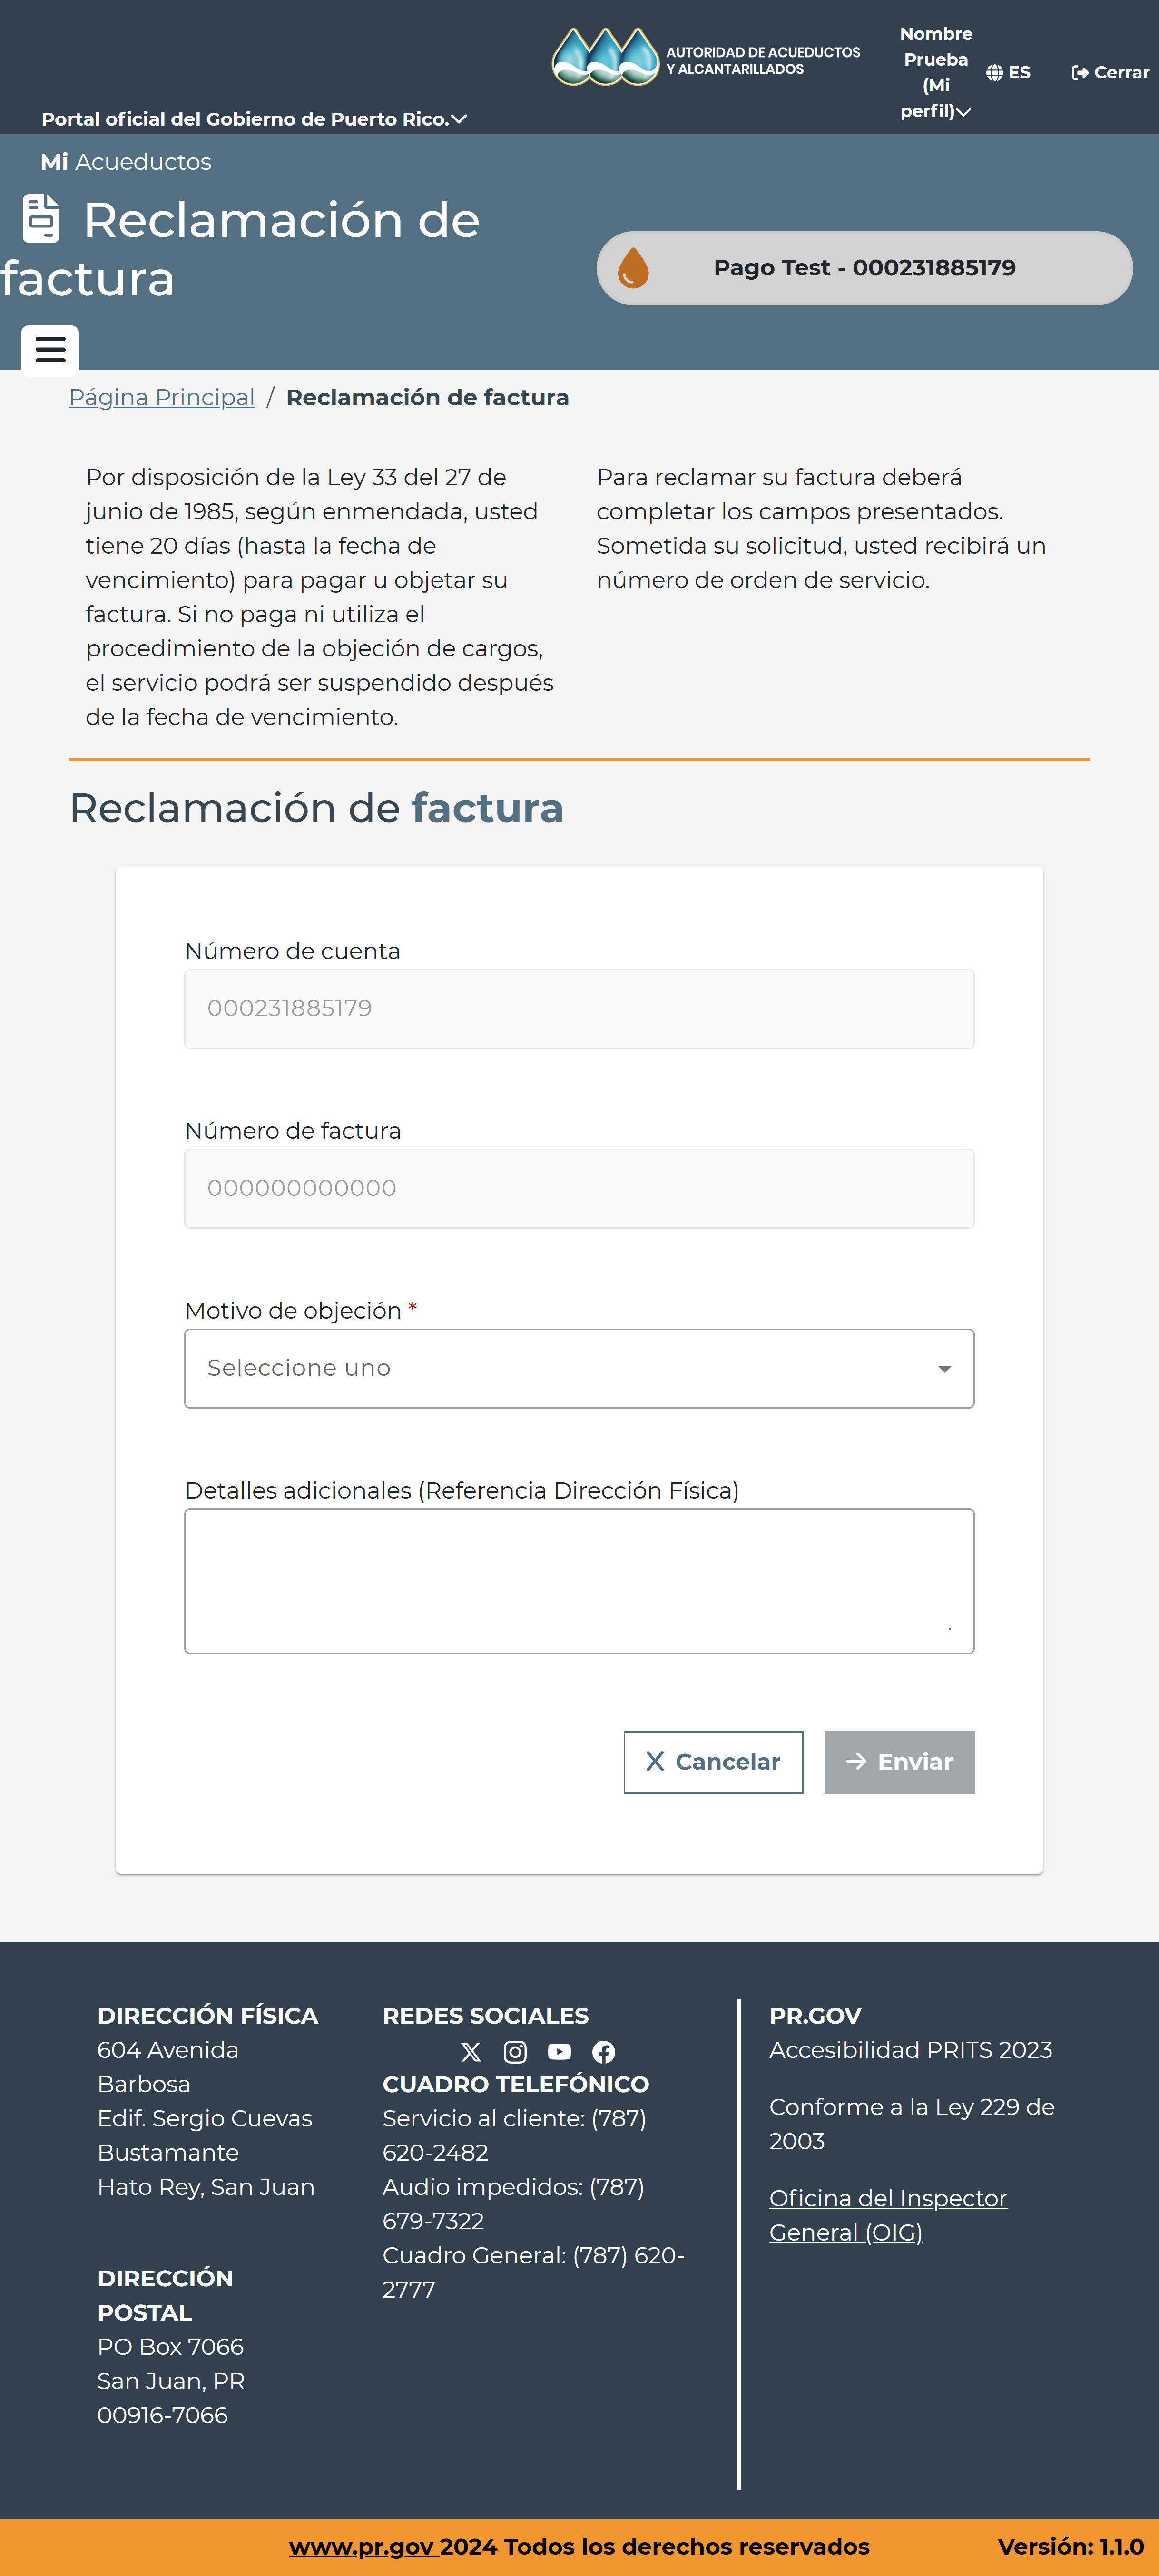 AUTORIDAD DE ACUEDUCTOS
Y ALCANTARILLADOS
Nombre
Prueba
(Mi
perfil)
ES
Cerrar
Portal oficial del Gobierno de Puerto Rico.
Mi Acueductos
Reclamación de
factura
Pago Test - 000231885179
Página Principal / Reclamación de factura
Por disposición de la Ley 33 del 27 de
junio de 1985, según enmendada, usted
tiene 20 días (hasta la fecha de
vencimiento) para pagar u objetar su
factura. Si no paga ni utiliza el
procedimiento de la objeción de cargos,
el servicio podrá ser suspendido después
de la fecha de vencimiento.
Para reclamar su factura deberá
completar los campos presentados.
Sometida su solicitud, usted recibirá un
número de orden de servicio.
Reclamación de factura
Número de cuenta
000231885179
Número de factura
000000000000
Motivo de objeción *
Seleccione uno
Detalles adicionales (Referencia Dirección Física)
Cancelar
Enviar
DIRECCIÓN FÍSICA
604 Avenida
Barbosa
Edif. Sergio Cuevas
Bustamante
Hato Rey, San Juan
DIRECCIÓN
POSTAL
PO Box 7066
San Juan, PR
00916-7066
REDES SOCIALES
CUADRO TELEFÓNICO
Servicio al cliente: (787)
620-2482
Audio impedidos: (787)
679-7322
Cuadro General: (787) 620-
2777
PR.GOV
Accesibilidad PRITS 2023
Conforme a la Ley 229 de
2003
Oficina del Inspector
General (OIG)
www.pr.gov 2024 Todos los derechos reservados
Versión: 1.1.0